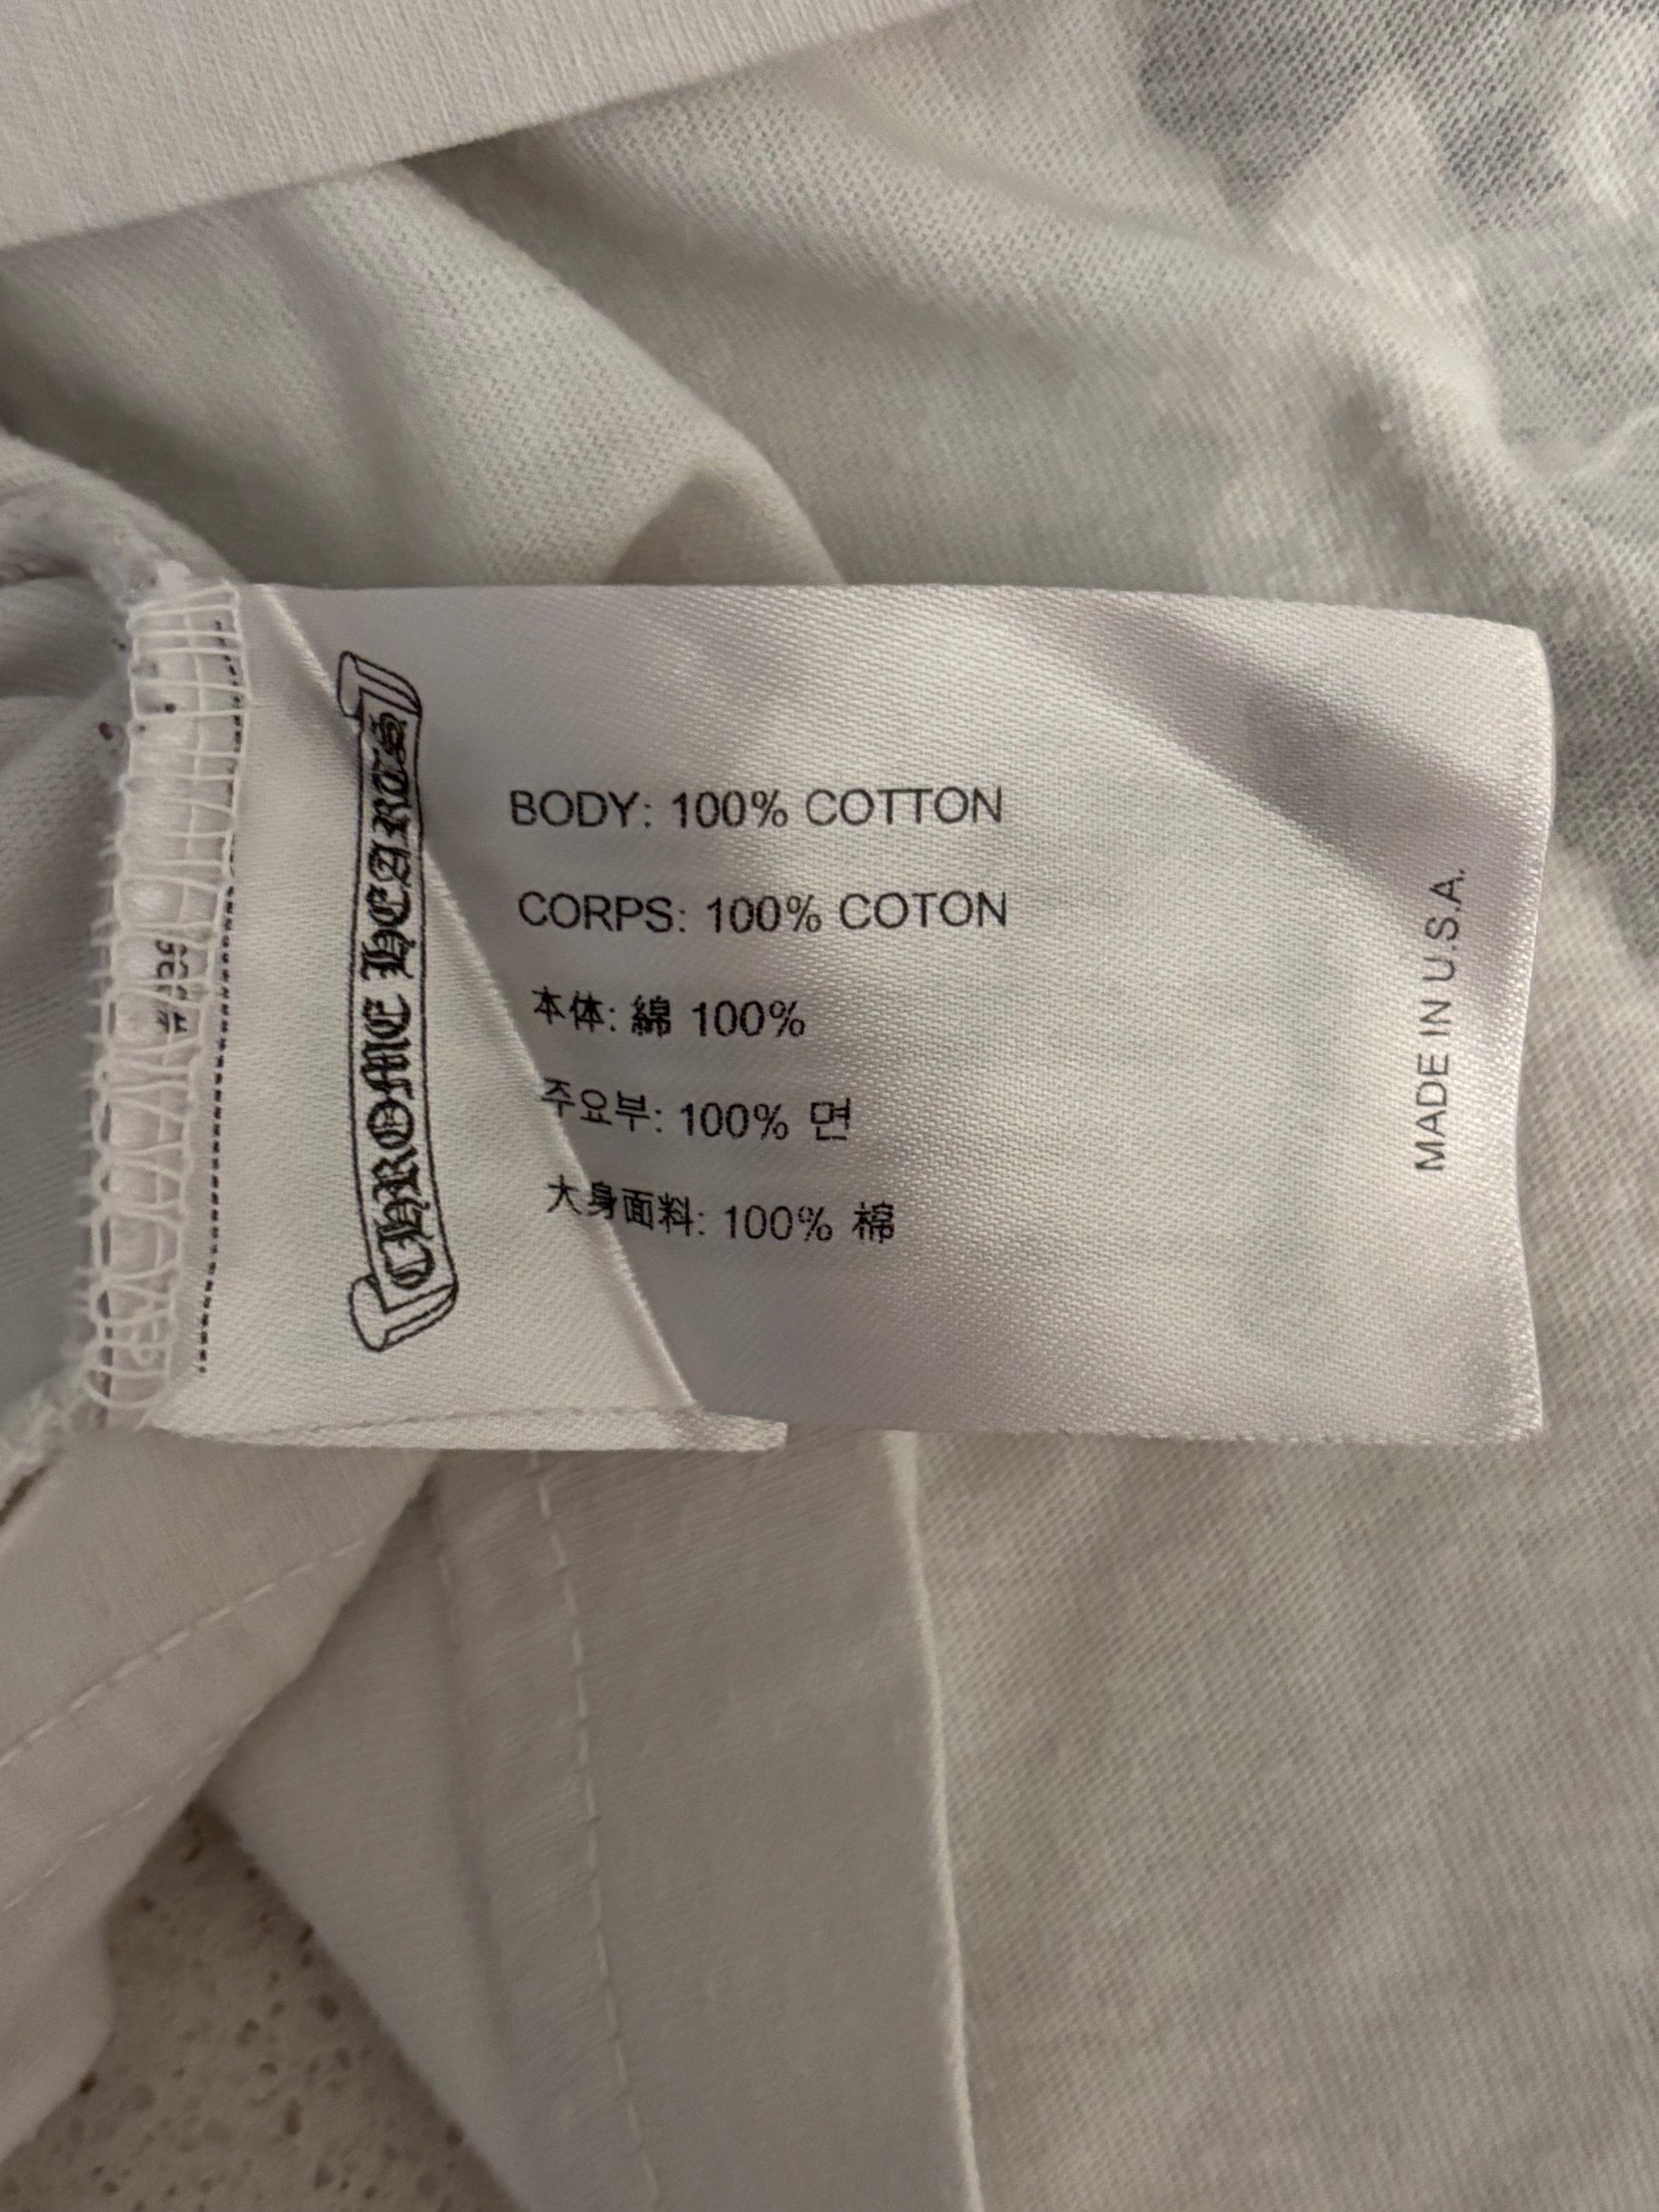 CHROME HEARTS
BODY: 100% COTTON
CORPS: 100% COTON
本体: 綿 100%
주요부: 100% 면
大身面料: 100% 棉
MADE IN U.S.A.